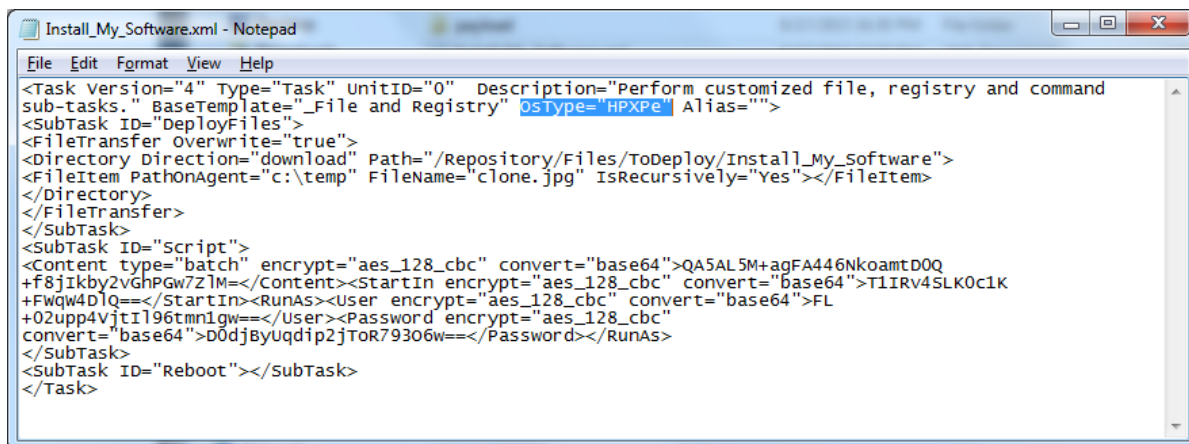 Install_My_Software.xml - Notepad
File Edit Format View Help
<Task Version="4" Type="Task" UnitID="0"  Description="Perform customized file, registry and command
sub-tasks." BaseTemplate="_File and Registry" OsType="HPXPe" Alias="">
<SubTask ID="DeployFiles">
<FileTransfer Overwrite="true">
<Directory Direction="download" Path="/Repository/Files/ToDeploy/Install_My_Software">
<FileItem PathOnAgent="c:\temp" FileName="clone.jpg" IsRecursively="Yes"></FileItem>
</Directory>
</FileTransfer>
</SubTask>
<SubTask ID="Script">
<Content type="batch" encrypt="aes_128_cbc" convert="base64">QA5AL5M+agFA446NkoamtD0Q
+f8jIkby2vGhPGw7ZlM=</Content><StartIn encrypt="aes_128_cbc" convert="base64">T1IRv4SLK0c1K
+FWqW4DlQ==</StartIn><RunAs><User encrypt="aes_128_cbc" convert="base64">FL
+02upp4VjtIl96tmn1gw==</User><Password encrypt="aes_128_cbc"
convert="base64">D0djByUqdip2jToR793O6w==</Password></RunAs>
</SubTask>
<SubTask ID="Reboot"></SubTask>
</Task>